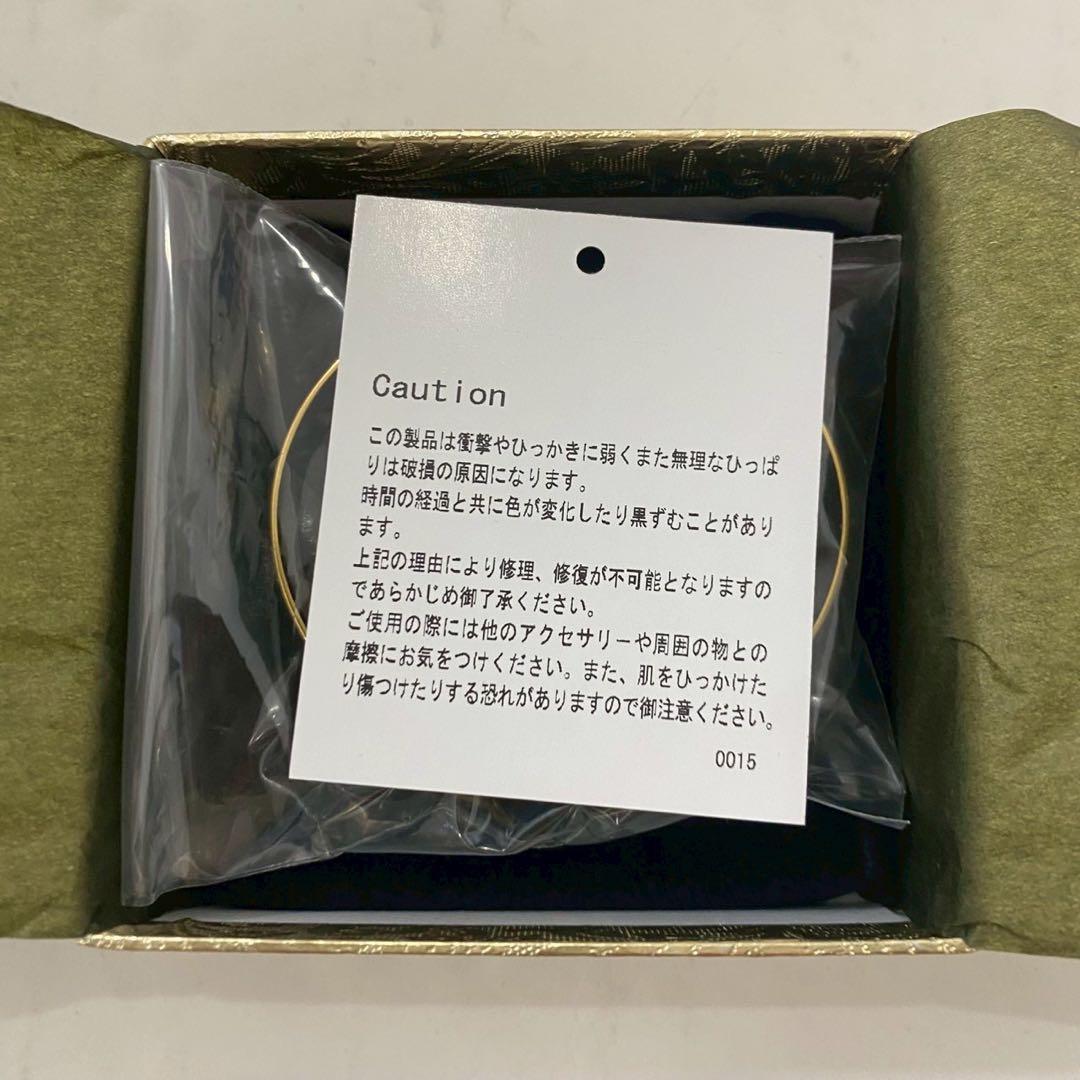 Caution
この製品は衝撃やひっかきに弱くまた無理なひっぱ
りは破損の原因になります。
時間の経過と共に色が変化したり黒ずむことがあり
ます。
上記の理由により修理、修復が不可能となりますの
であらかじめ御了承ください。
ご使用の際には他のアクセサリーや周囲の物との
摩擦にお気をつけください。また、肌をひっかけた
り傷つけたりする恐れがありますので御注意ください。
0015